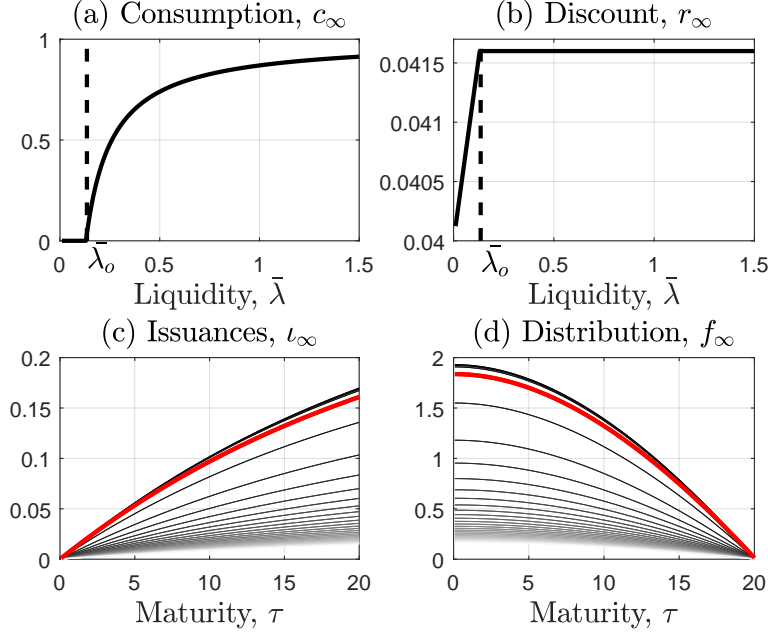 (a) Consumption, c∞
1
0.5
0
0 λ̄ₒ 0.5 1 1.5
Liquidity, λ̄
(b) Discount, r∞
0.0415
0.041
0.0405
0.04
0 λ̄ₒ 0.5 1 1.5
Liquidity, λ̄
(c) Issuances, ι∞
0.2
0.15
0.1
0.05
0
0 5 10 15 20
Maturity, τ
(d) Distribution, f∞
2
1.5
1
0.5
0
0 5 10 15 20
Maturity, τ